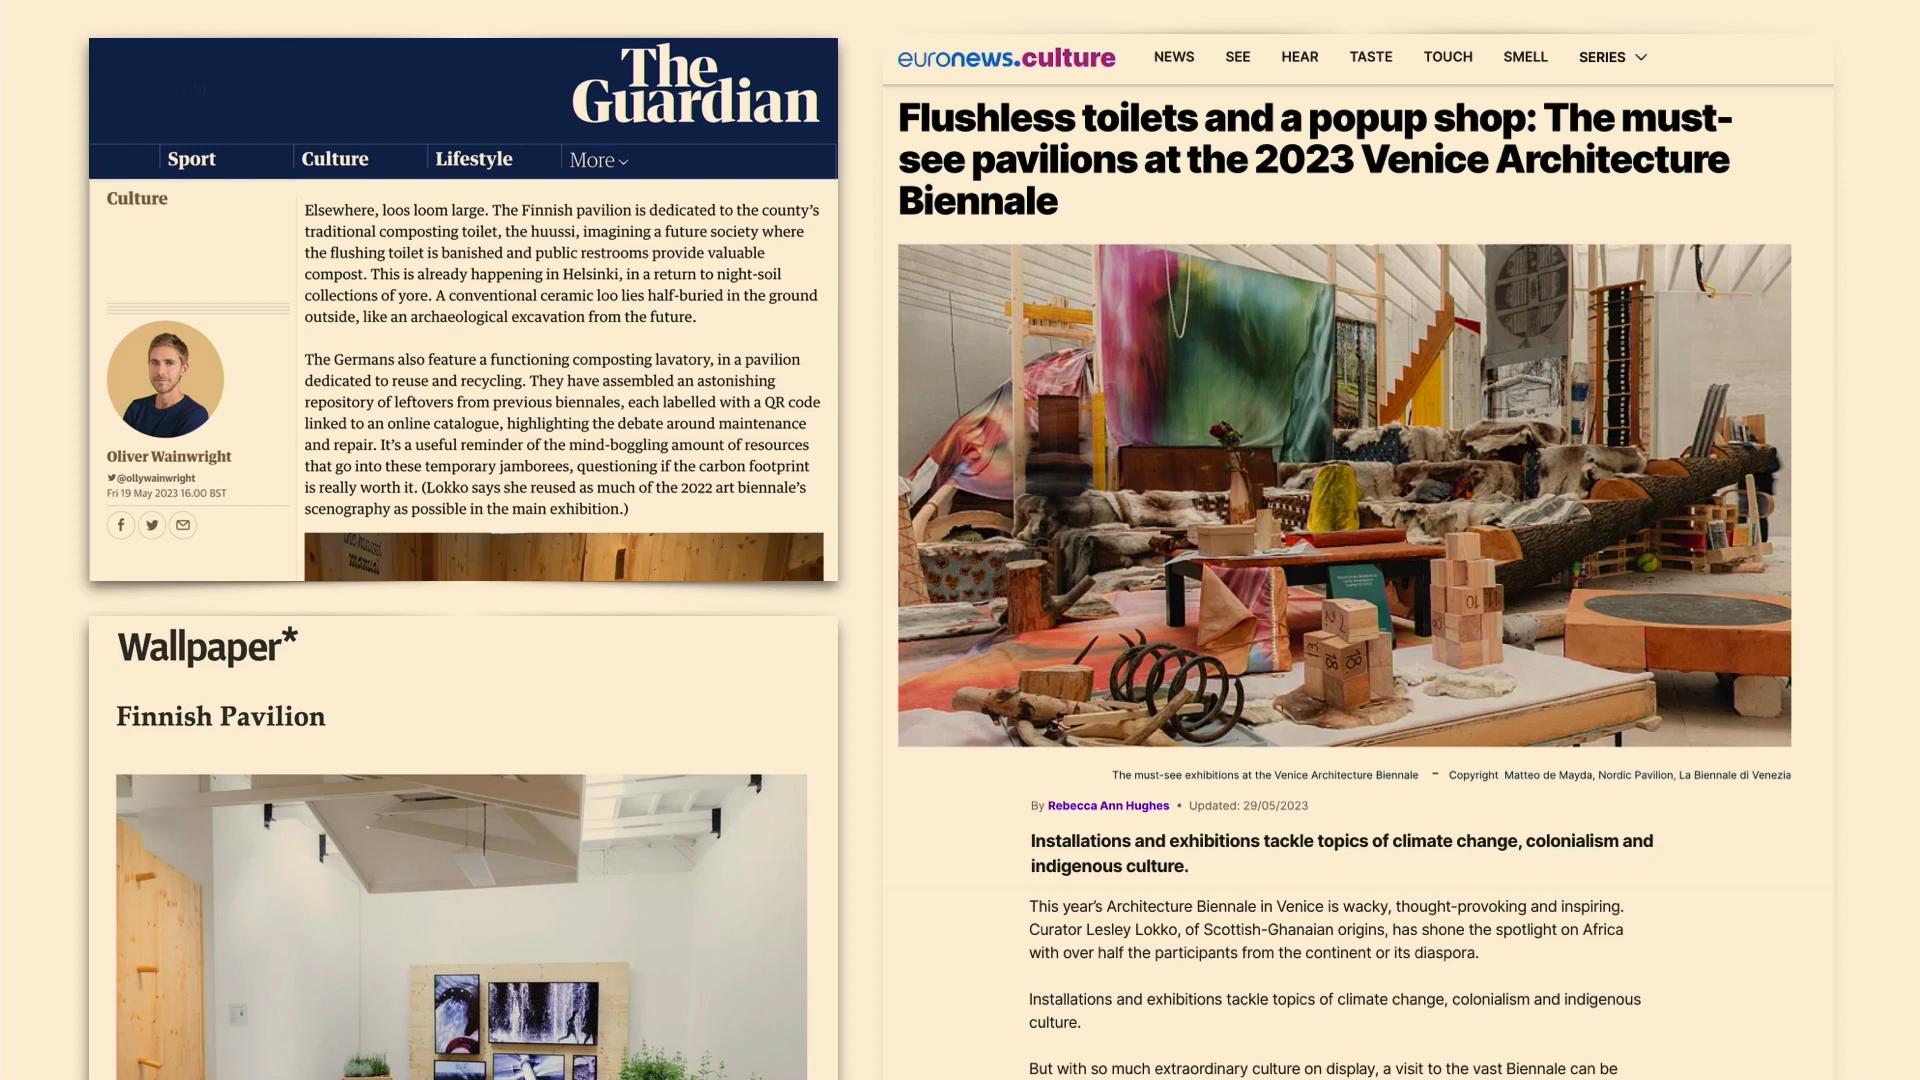 The
Guardian
Sport
Culture
Lifestyle
More
Culture
Elsewhere, loos loom large. The Finnish pavilion is dedicated to the county's
traditional composting toilet, the huussi, imagining a future society where
the flushing toilet is banished and public restrooms provide valuable
compost. This is already happening in Helsinki, in a return to night-soil
collections of yore. A conventional ceramic loo lies half-buried in the ground
outside, like an archaeological excavation from the future.
The Germans also feature a functioning composting lavatory, in a pavilion
dedicated to reuse and recycling. They have assembled an astonishing
repository of leftovers from previous biennales, each labelled with a QR code
linked to an online catalogue, highlighting the debate around maintenance
and repair. It's a useful reminder of the mind-boggling amount of resources
that go into these temporary jamborees, questioning if the carbon footprint
is really worth it. (Lokko says she reused as much of the 2022 art biennale's
scenography as possible in the main exhibition.)
Oliver Wainwright
@ollywainwright
Fri 19 May 2023 16.00 BST
the huussi
manual
Wallpaper*
Finnish Pavilion
euronews.culture
NEWS
SEE
HEAR
TASTE
TOUCH
SMELL
SERIES
Flushless toilets and a popup shop: The must-
see pavilions at the 2023 Venice Architecture
Biennale
The must-see exhibitions at the Venice Architecture Biennale - Copyright Matteo de Mayda, Nordic Pavilion, La Biennale di Venezia
By Rebecca Ann Hughes • Updated: 29/05/2023
Installations and exhibitions tackle topics of climate change, colonialism and
indigenous culture.
This year's Architecture Biennale in Venice is wacky, thought-provoking and inspiring.
Curator Lesley Lokko, of Scottish-Ghanaian origins, has shone the spotlight on Africa
with over half the participants from the continent or its diaspora.
Installations and exhibitions tackle topics of climate change, colonialism and indigenous
culture.
But with so much extraordinary culture on display, a visit to the vast Biennale can be